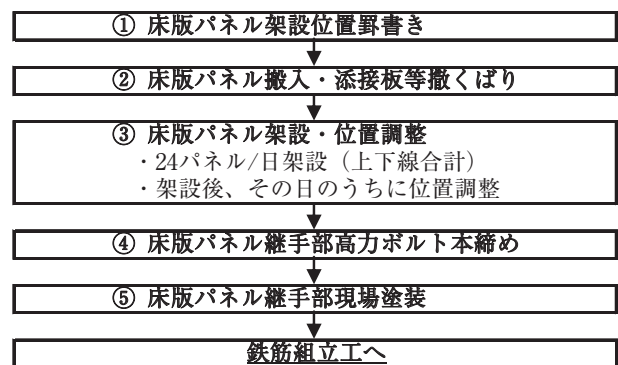 ① 床版パネル架設位置罫書き
② 床版パネル搬入・添接板等撒くばり
③ 床版パネル架設・位置調整
・24パネル/日架設（上下線合計）
・架設後、その日のうちに位置調整
④ 床版パネル継手部高力ボルト本締め
⑤ 床版パネル継手部現場塗装
鉄筋組立工へ